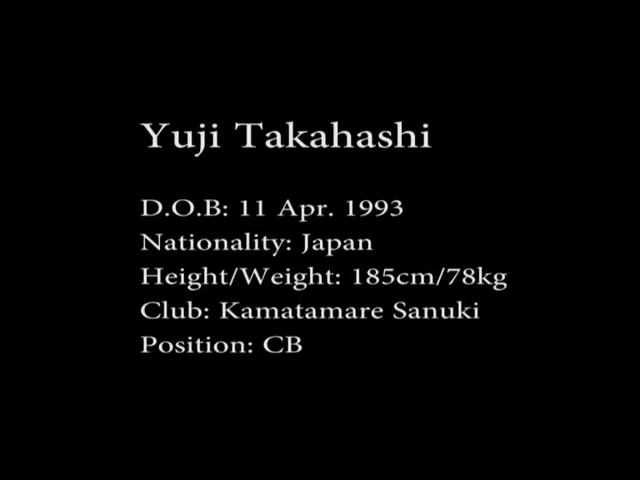 Yuji Takahashi
D.O.B: 11 Apr. 1993
Nationality: Japan
Height/Weight: 185cm/78kg
Club: Kamatamare Sanuki
Position: CB